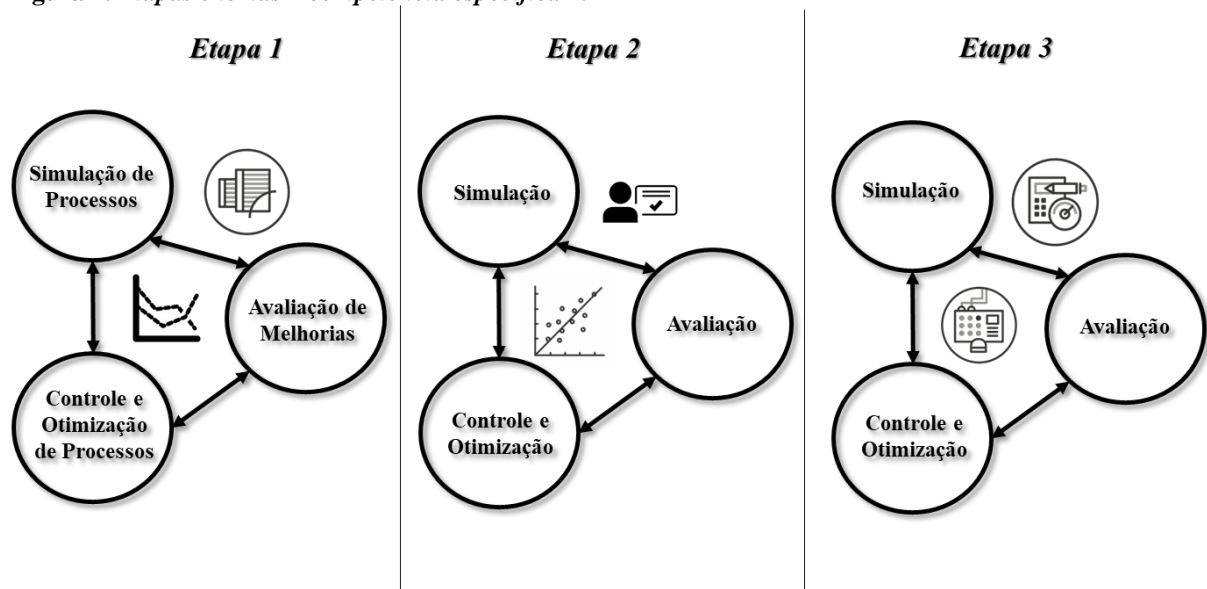 Etapa 1
Simulação de
Processos
Avaliação de
Melhorias
Controle e
Otimização
de Processos
Etapa 2
Simulação
Avaliação
Controle e
Otimização
Etapa 3
Simulação
Avaliação
Controle e
Otimização